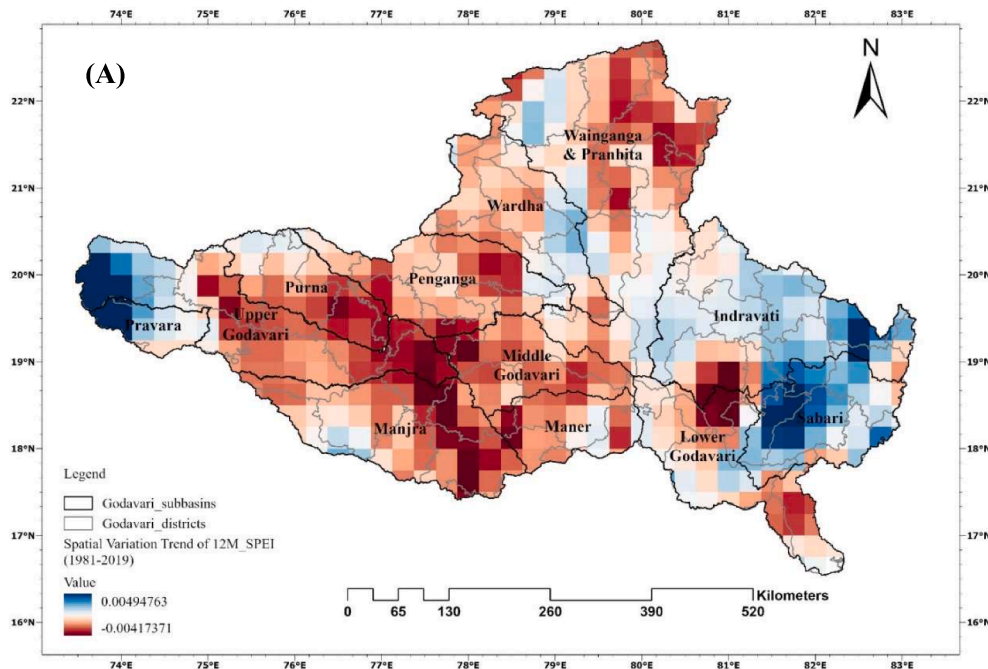 74°E 75°E 76°E 77°E 78°E 79°E 80°E 81°E 82°E 83°E
(A)
N
22°N 22°N
Wainganga
& Pranhita
21°N 21°N
Wardha
20°N 20°N
Penganga
Purna
Indravati
Pravara
Upper
Godavari
19°N 19°N
Middle
Godavari
Sabari
Manjra
Maner
Lower
Godavari
18°N 18°N
Legend
Godavari_subbasins
Godavari_districts
17°N 17°N
Spatial Variation Trend of 12M_SPEI
(1981-2019)
Value
0.00494763
-0.00417371
Kilometers
0 65 130 260 390 520
16°N 16°N
74°E 75°E 76°E 77°E 78°E 79°E 80°E 81°E 82°E 83°E